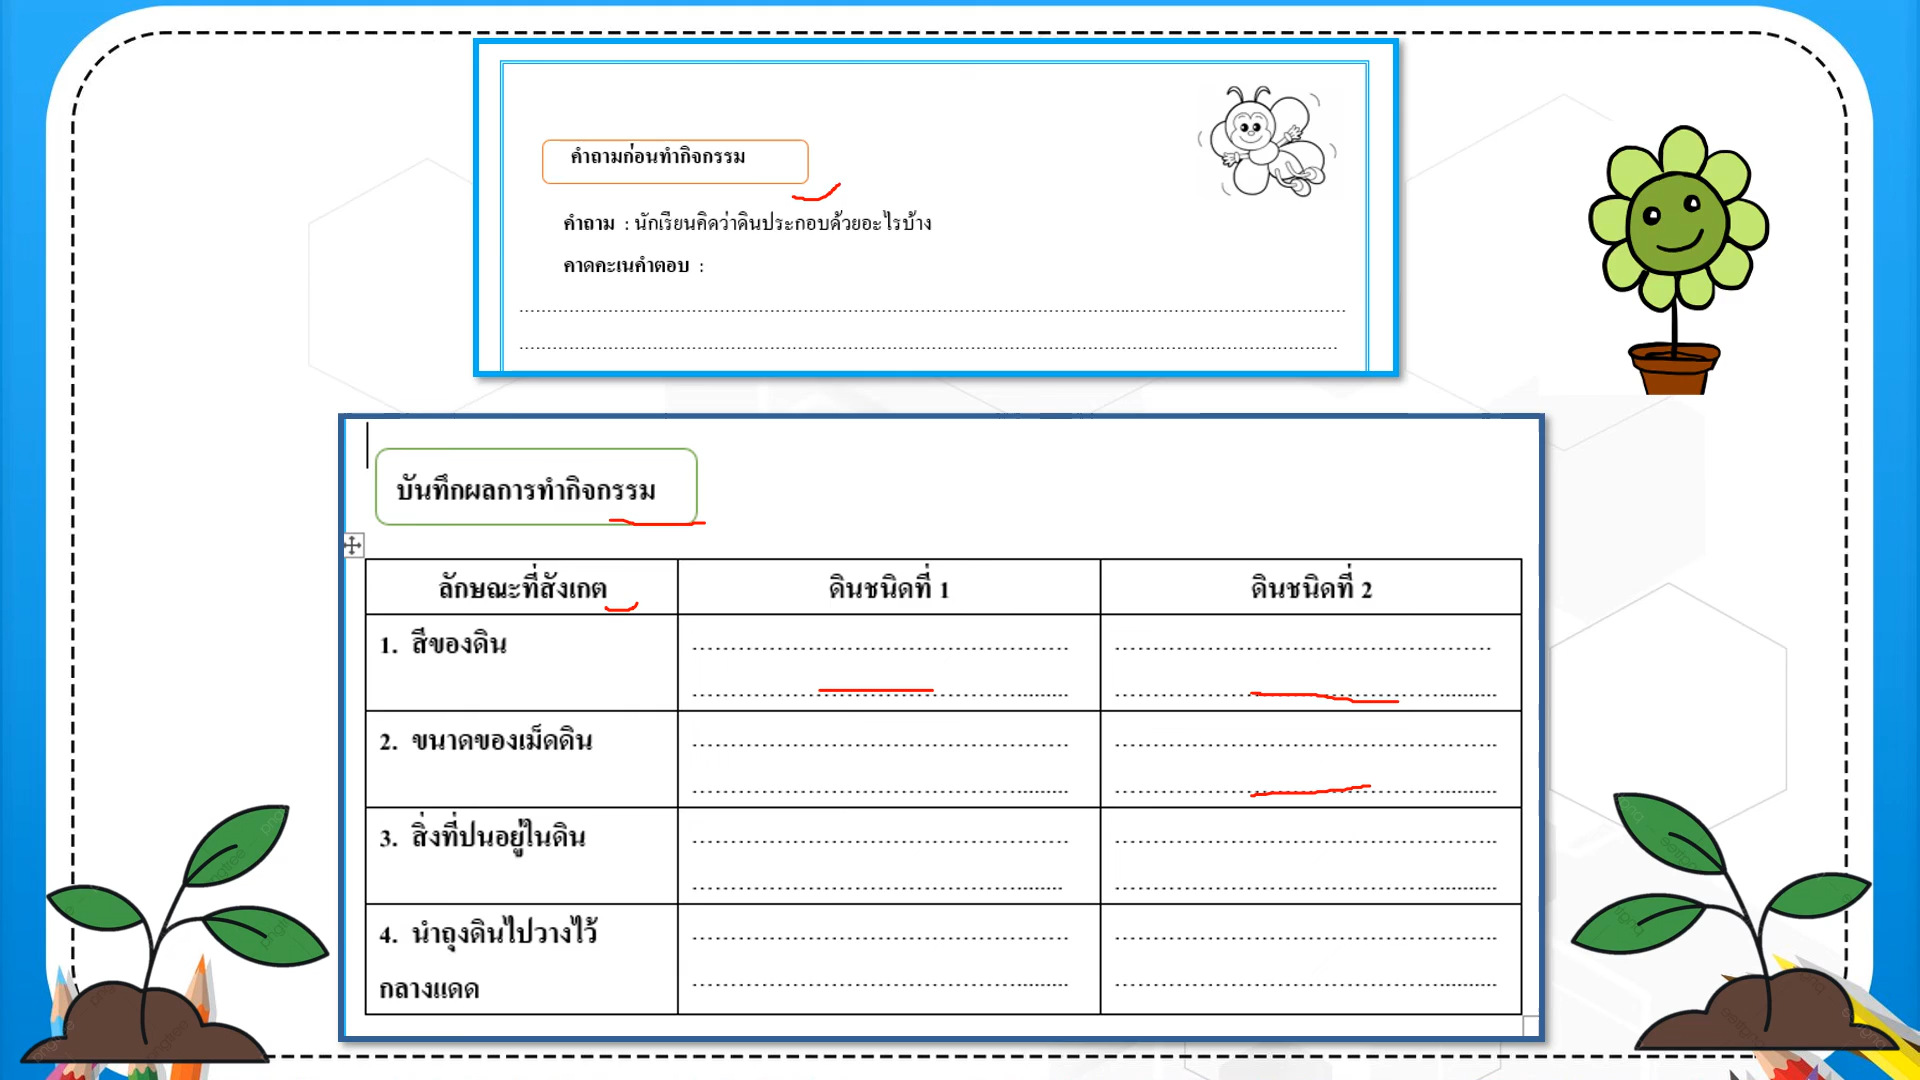 คำถามก่อนทำกิจกรรม
คำถาม : นักเรียนคิดว่าดินประกอบด้วยอะไรบ้าง
คาดคะเนคำตอบ :
บันทึกผลการทำกิจกรรม
ลักษณะที่สังเกต ดินชนิดที่ 1 ดินชนิดที่ 2
1. สีของดิน
2. ขนาดของเม็ดดิน
3. สิ่งที่ปนอยู่ในดิน
4. นำถุงดินไปวางไว้
กลางแดด